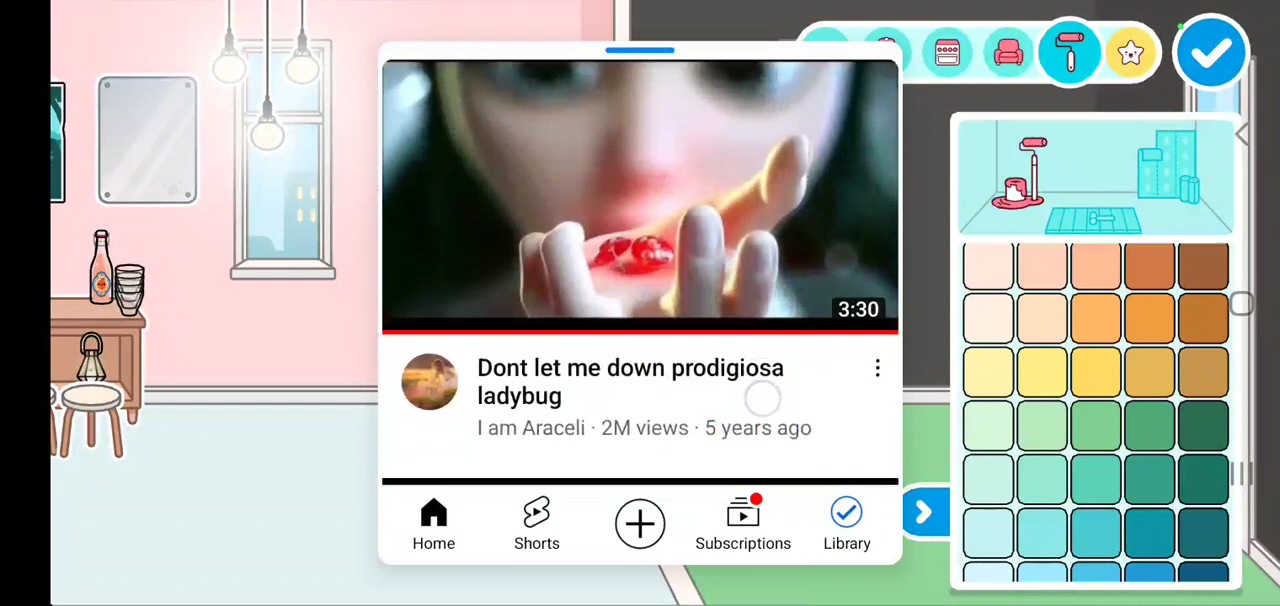 3:30
Dont let me down prodigiosa
ladybug
I am Araceli · 2M views · 5 years ago
Home
Shorts
Subscriptions
Library